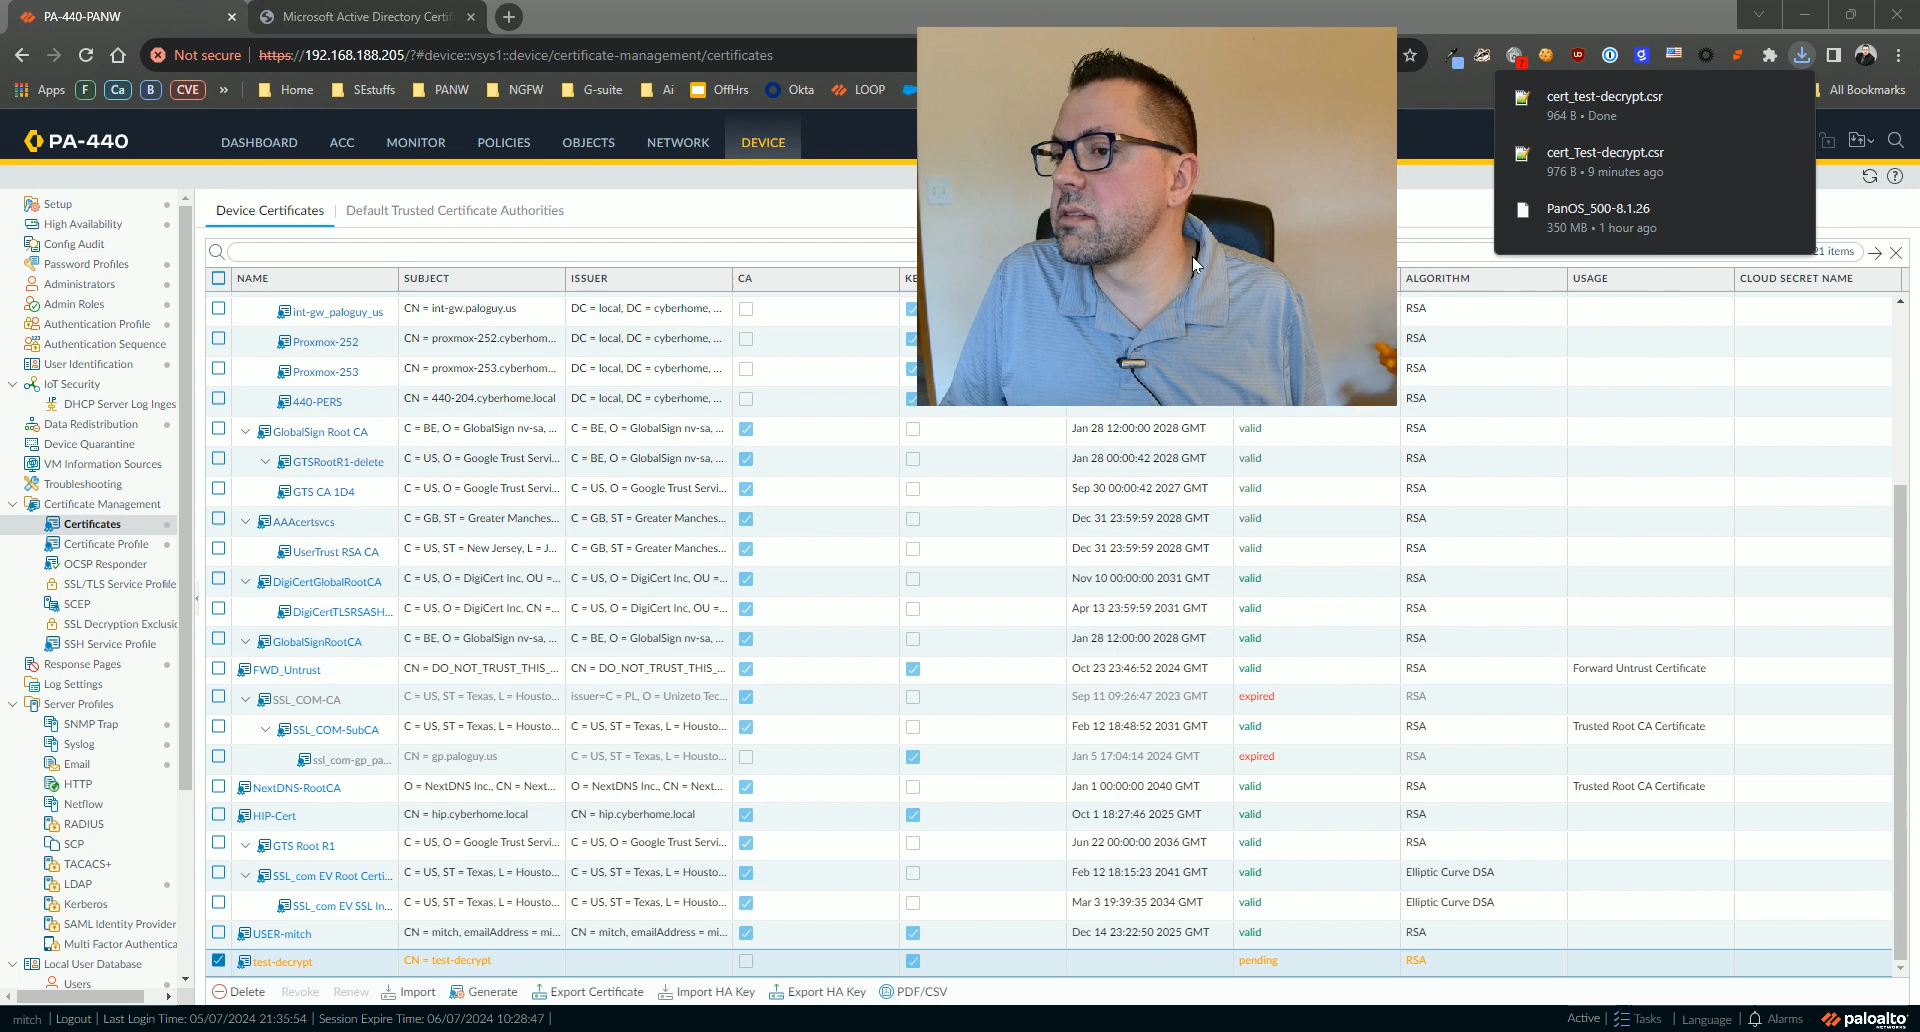 PA-440-PANW
Microsoft Active Directory Certif
Not secure https://192.168.188.205/?#device::vsys1::device/certificate-management/certificates
Apps F Ca B CVE » Home SEstuffs PANW NGFW G-suite Ai OffHrs Okta LOOP All Bookmarks
cert_test-decrypt.csr
964 B • Done
cert_Test-decrypt.csr
976 B • 9 minutes ago
PanOS_500-8.1.26
350 MB • 1 hour ago
PA-440 DASHBOARD ACC MONITOR POLICIES OBJECTS NETWORK DEVICE
Setup
High Availability
Config Audit
Password Profiles
Administrators
Admin Roles
Authentication Profile
Authentication Sequence
User Identification
IoT Security
DHCP Server Log Inges
Data Redistribution
Device Quarantine
VM Information Sources
Troubleshooting
Certificate Management
Certificates
Certificate Profile
OCSP Responder
SSL/TLS Service Profile
SCEP
SSL Decryption Exclusi
SSH Service Profile
Response Pages
Log Settings
Server Profiles
SNMP Trap
Syslog
Email
HTTP
Netflow
RADIUS
SCP
TACACS+
LDAP
Kerberos
SAML Identity Provider
Multi Factor Authentica
Local User Database
Users
Device Certificates Default Trusted Certificate Authorities
21 items
NAME SUBJECT ISSUER CA KE ALGORITHM USAGE CLOUD SECRET NAME
int-gw_paloguy_us CN = int-gw.paloguy.us DC = local, DC = cyberhome, ... RSA
Proxmox-252 CN = proxmox-252.cyberhom... DC = local, DC = cyberhome, ... RSA
Proxmox-253 CN = proxmox-253.cyberhom... DC = local, DC = cyberhome, ... RSA
440-PERS CN = 440-204.cyberhome.local DC = local, DC = cyberhome, ... RSA
GlobalSign Root CA C = BE, O = GlobalSign nv-sa, ... C = BE, O = GlobalSign nv-sa, ... Jan 28 12:00:00 2028 GMT valid RSA
GTSRootR1-delete C = US, O = Google Trust Servi... C = BE, O = GlobalSign nv-sa, ... Jan 28 00:00:42 2028 GMT valid RSA
GTS CA 1D4 C = US, O = Google Trust Servi... C = US, O = Google Trust Servi... Sep 30 00:00:42 2027 GMT valid RSA
AAAcertsvcs C = GB, ST = Greater Manches... C = GB, ST = Greater Manches... Dec 31 23:59:59 2028 GMT valid RSA
UserTrust RSA CA C = US, ST = New Jersey, L = J... C = GB, ST = Greater Manches... Dec 31 23:59:59 2028 GMT valid RSA
DigiCertGlobalRootCA C = US, O = DigiCert Inc, OU =... C = US, O = DigiCert Inc, OU =... Nov 10 00:00:00 2031 GMT valid RSA
DigiCertTLSRSASH... C = US, O = DigiCert Inc, CN =... C = US, O = DigiCert Inc, OU =... Apr 13 23:59:59 2031 GMT valid RSA
GlobalSignRootCA C = BE, O = GlobalSign nv-sa, ... C = BE, O = GlobalSign nv-sa, ... Jan 28 12:00:00 2028 GMT valid RSA
FWD_Untrust CN = DO_NOT_TRUST_THIS_... CN = DO_NOT_TRUST_THIS_... Oct 23 23:46:52 2024 GMT valid RSA Forward Untrust Certificate
SSL_COM-CA C = US, ST = Texas, L = Housto... issuer=C = PL, O = Unizeto Tec... Sep 11 09:26:47 2023 GMT expired RSA
SSL_COM-SubCA C = US, ST = Texas, L = Housto... C = US, ST = Texas, L = Housto... Feb 12 18:48:52 2031 GMT valid RSA Trusted Root CA Certificate
ssl_com-gp_pa... CN = gp.paloguy.us C = US, ST = Texas, L = Housto... Jan 5 17:04:14 2024 GMT expired RSA
NextDNS-RootCA O = NextDNS Inc., CN = Next... O = NextDNS Inc., CN = Next... Jan 1 00:00:00 2040 GMT valid RSA Trusted Root CA Certificate
HIP-Cert CN = hip.cyberhome.local CN = hip.cyberhome.local Oct 1 18:27:46 2025 GMT valid RSA
GTS Root R1 C = US, O = Google Trust Servi... C = US, O = Google Trust Servi... Jun 22 00:00:00 2036 GMT valid RSA
SSL_com EV Root Certi... C = US, ST = Texas, L = Housto... C = US, ST = Texas, L = Housto... Feb 12 18:15:23 2041 GMT valid Elliptic Curve DSA
SSL_com EV SSL In... C = US, ST = Texas, L = Housto... C = US, ST = Texas, L = Housto... Mar 3 19:39:35 2034 GMT valid Elliptic Curve DSA
USER-mitch CN = mitch, emailAddress = mi... CN = mitch, emailAddress = mi... Dec 14 23:22:50 2025 GMT valid RSA
test-decrypt CN = test-decrypt pending RSA
Delete Revoke Renew Import Generate Export Certificate Import HA Key Export HA Key PDF/CSV
mitch | Logout | Last Login Time: 05/07/2024 21:35:54 | Session Expire Time: 06/07/2024 10:28:47 | Active | Tasks | Language | Alarms paloalto